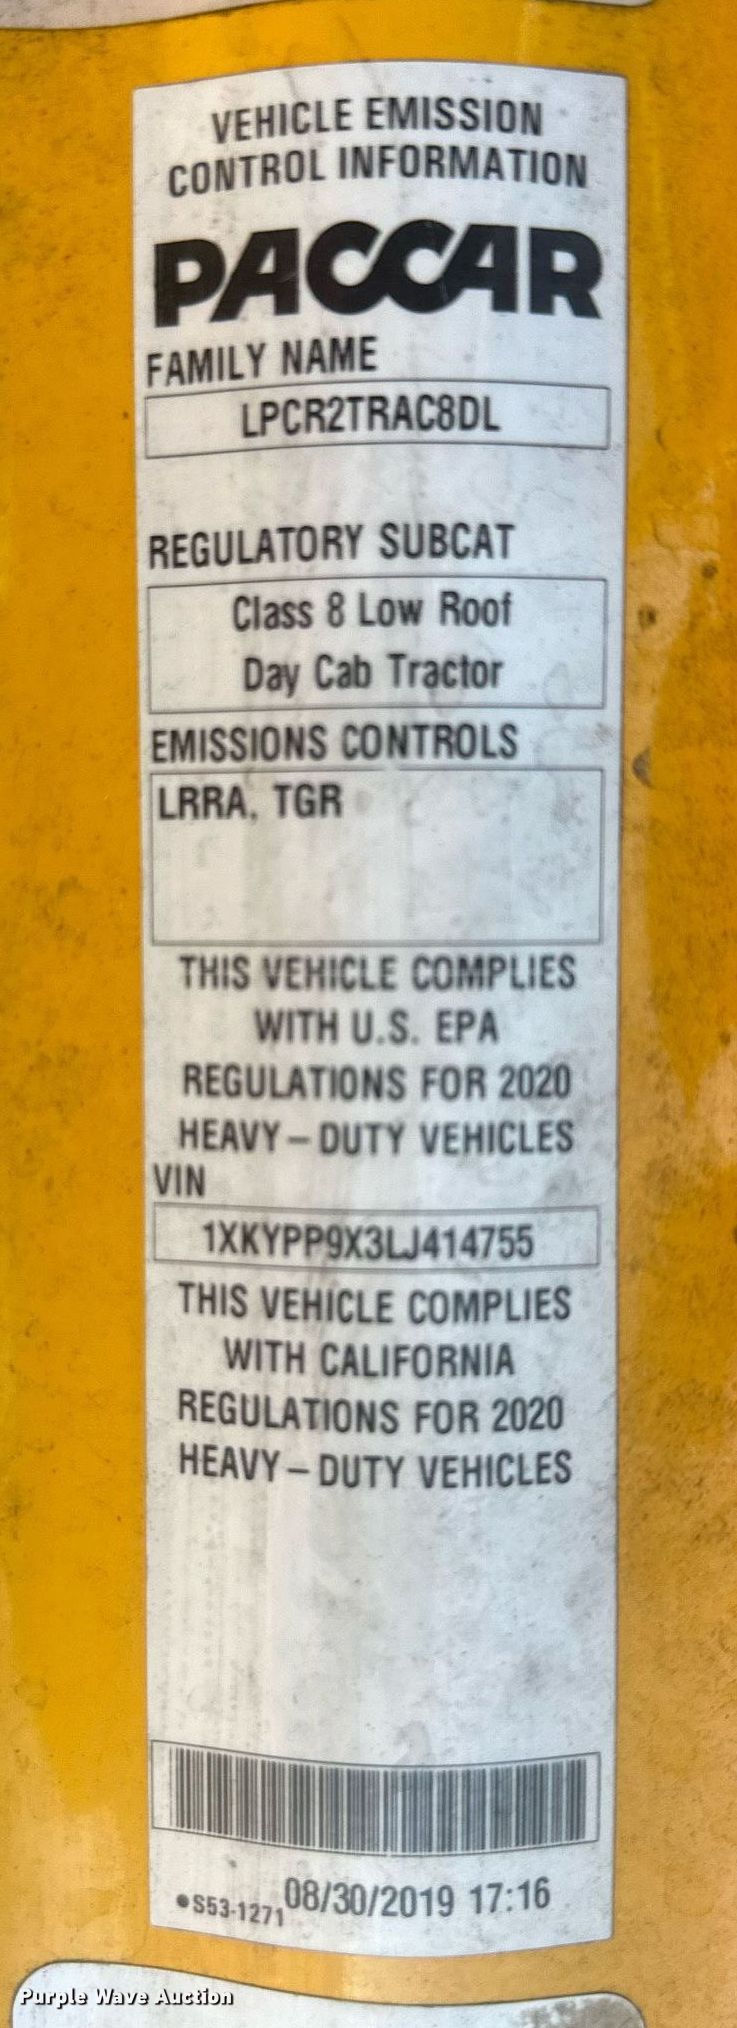 VEHICLE EMISSION
CONTROL INFORMATION
PACCAR
FAMILY NAME
LPCR2TRAC8DL
REGULATORY SUBCAT
Class 8 Low Roof
Day Cab Tractor
EMISSIONS CONTROLS
LRRA, TGR
THIS VEHICLE COMPLIES
WITH U.S. EPA
REGULATIONS FOR 2020
HEAVY – DUTY VEHICLES
VIN
1XKYPP9X3LJ414755
THIS VEHICLE COMPLIES
WITH CALIFORNIA
REGULATIONS FOR 2020
HEAVY – DUTY VEHICLES
•S53-1271 08/30/2019 17:16
Purple Wave Auction